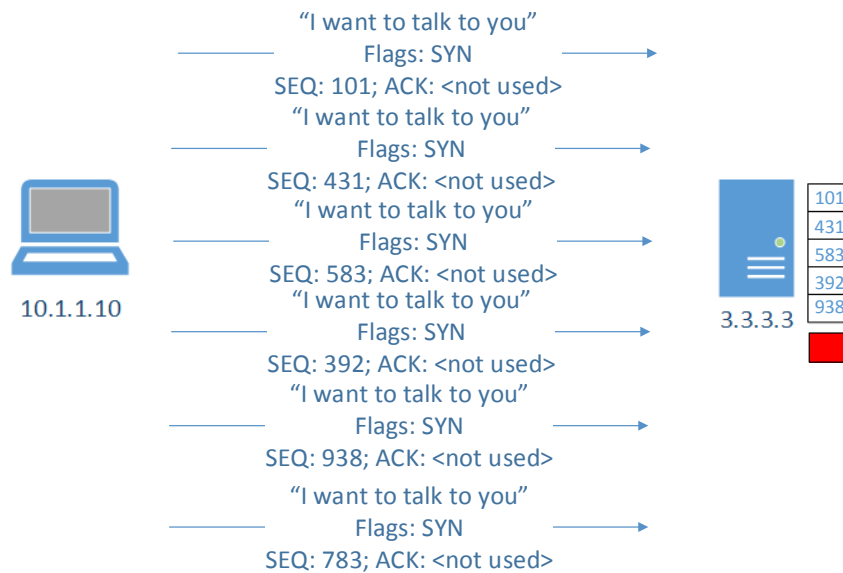 “I want to talk to you”
Flags: SYN
SEQ: 101; ACK: <not used>
“I want to talk to you”
Flags: SYN
SEQ: 431; ACK: <not used>
“I want to talk to you”
Flags: SYN
SEQ: 583; ACK: <not used>
“I want to talk to you”
Flags: SYN
SEQ: 392; ACK: <not used>
“I want to talk to you”
Flags: SYN
SEQ: 938; ACK: <not used>
“I want to talk to you”
Flags: SYN
SEQ: 783; ACK: <not used>
10.1.1.10
3.3.3.3
101
431
583
392
938